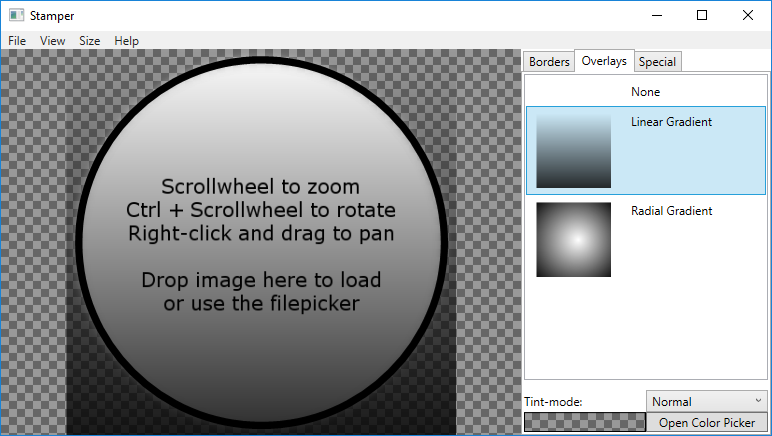 Stamper
File View Size Help
Borders Overlays Special
None
Linear Gradient
Radial Gradient
Scrollwheel to zoom
Ctrl + Scrollwheel to rotate
Right-click and drag to pan
Drop image here to load
or use the filepicker
Tint-mode: Normal
Open Color Picker